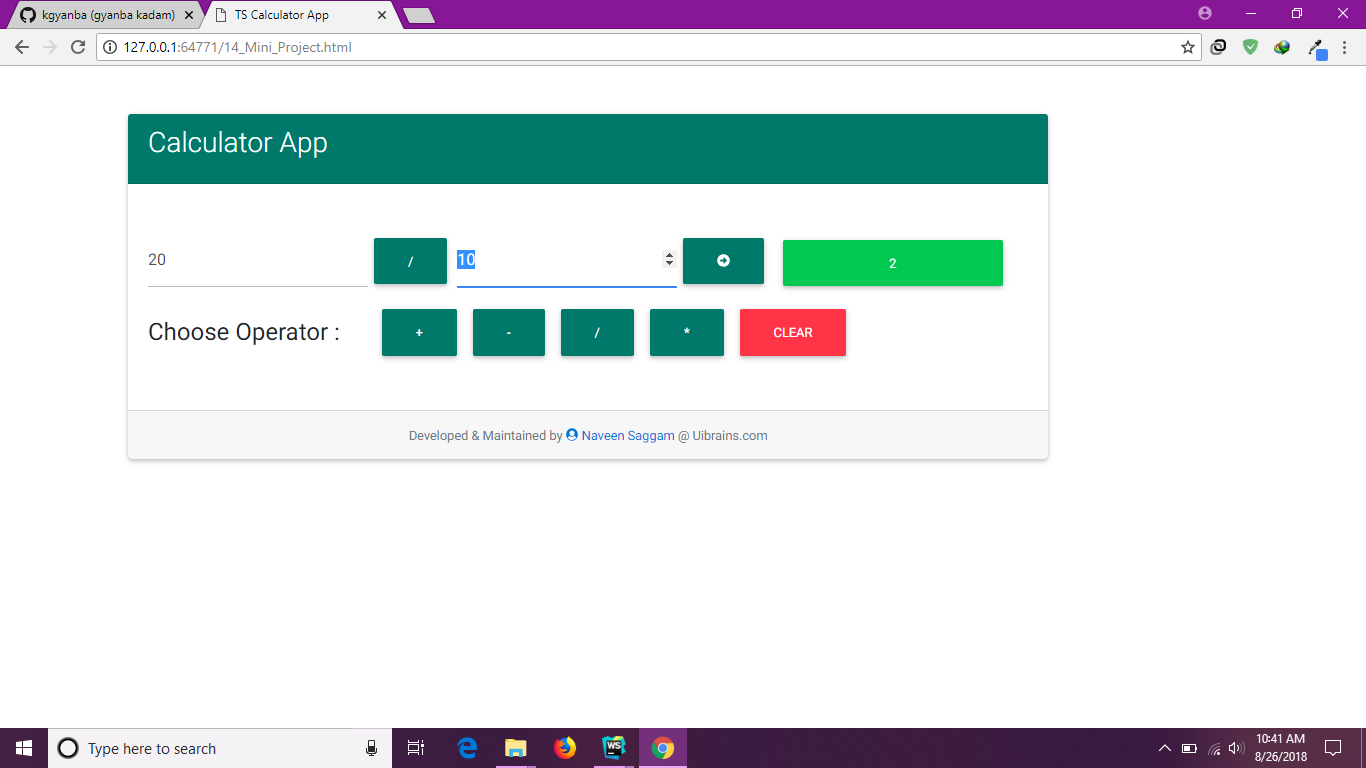 kgyanba (gyanba kadam)
TS Calculator App
127.0.0.1:64771/14_Mini_Project.html
Calculator App
20 / 10 2
Choose Operator : + - / * CLEAR
Developed & Maintained by Naveen Saggam @ Uibrains.com
Type here to search
WS
10:41 AM
8/26/2018